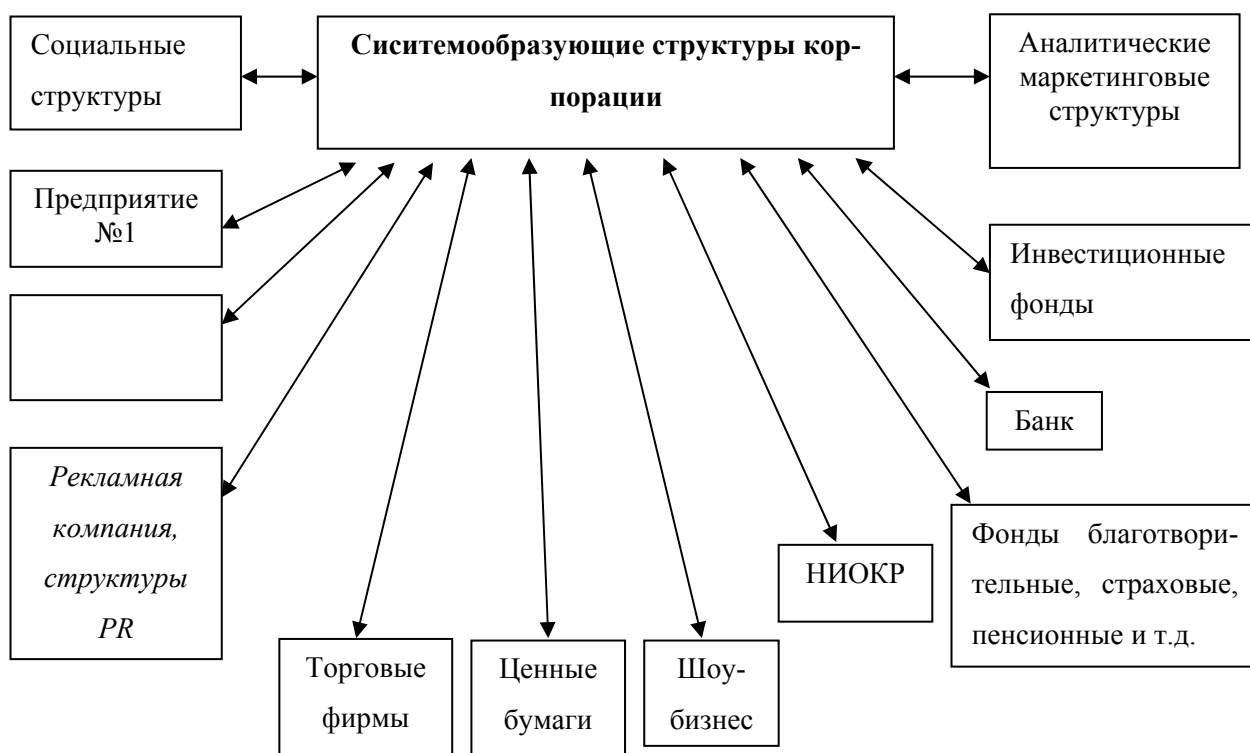 Социальные
структуры
Сиситемообразующие структуры кор-
порации
Аналитические
маркетинговые
структуры
Предприятие
№1
Инвестиционные
фонды
Банк
Рекламная
компания,
структуры
PR
НИОКР
Фонды благотвори-
тельные, страховые,
пенсионные и т.д.
Торговые
фирмы
Ценные
бумаги
Шоу-
бизнес